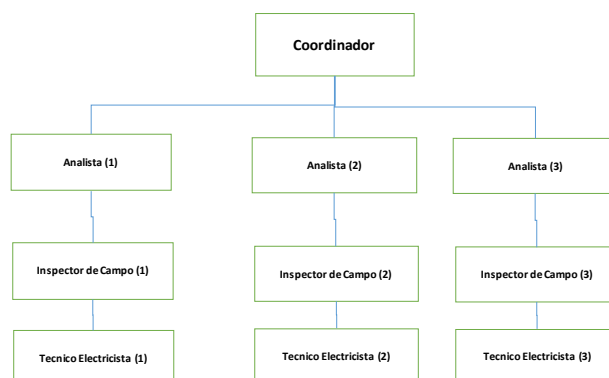 Coordinador
Analista (1)
Analista (2)
Analista (3)
Inspector de Campo (1)
Inspector de Campo (2)
Inspector de Campo (3)
Tecnico Electricista (1)
Tecnico Electricista (2)
Tecnico Electricista (3)